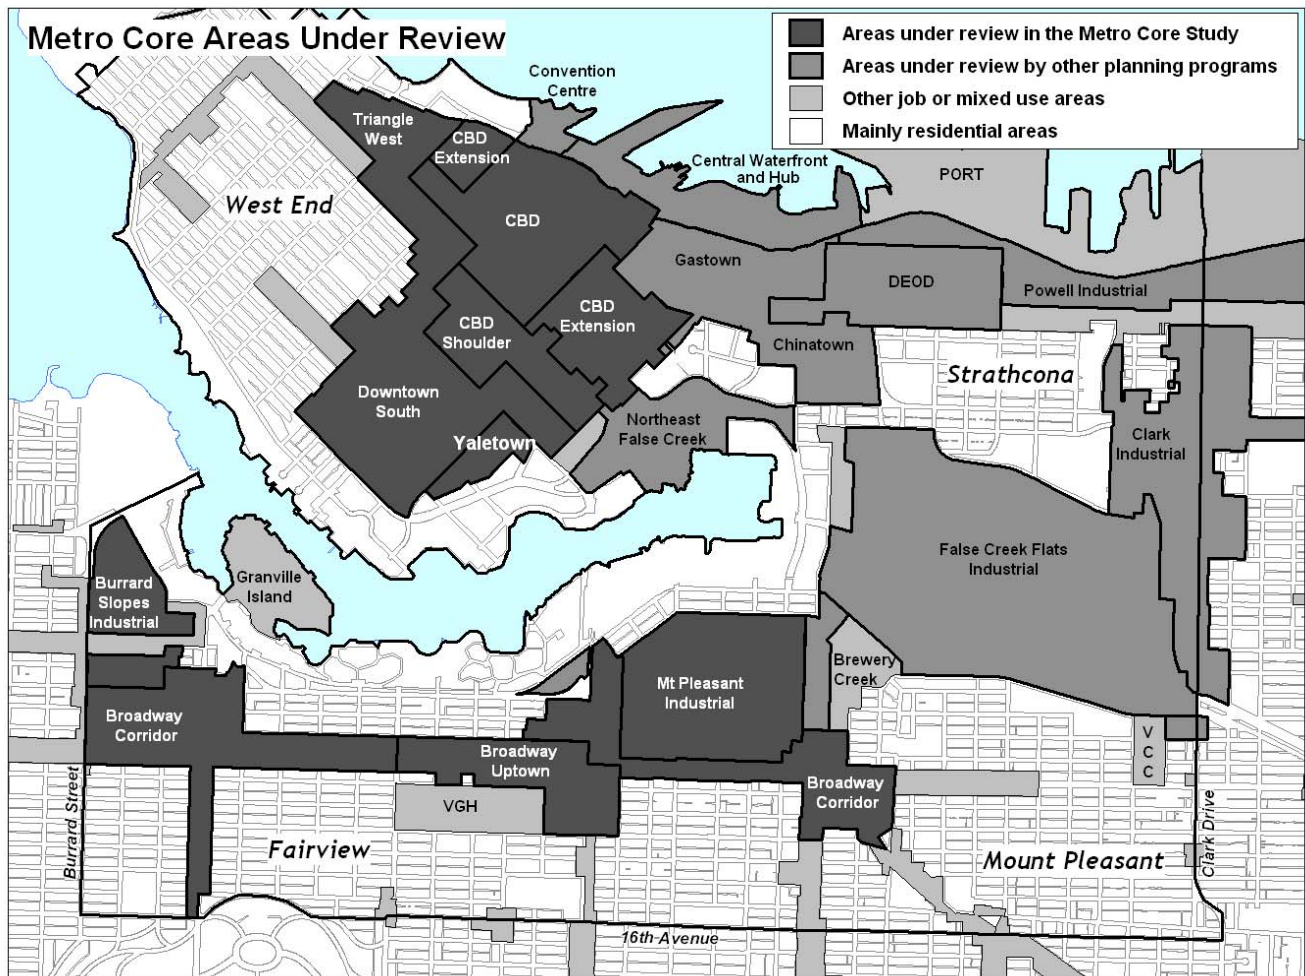 Metro Core Areas Under Review
Areas under review in the Metro Core Study
Areas under review by other planning programs
Other job or mixed use areas
Mainly residential areas
Convention
Centre
Triangle
West
CBD
Extension
Central Waterfront
and Hub
PORT
West End
CBD
Gastown
DEOD
Powell Industrial
CBD
Extension
CBD
Shoulder
Chinatown
Strathcona
Downtown
South
Yaletown
Northeast
False Creek
Clark
Industrial
False Creek Flats
Industrial
Granville
Island
Burrard
Slopes
Industrial
Brewery
Creek
Mt Pleasant
Industrial
Broadway
Corridor
Broadway
Uptown
V
C
C
VGH
Broadway
Corridor
Burrard Street
Clark Drive
Fairview
Mount Pleasant
16th Avenue